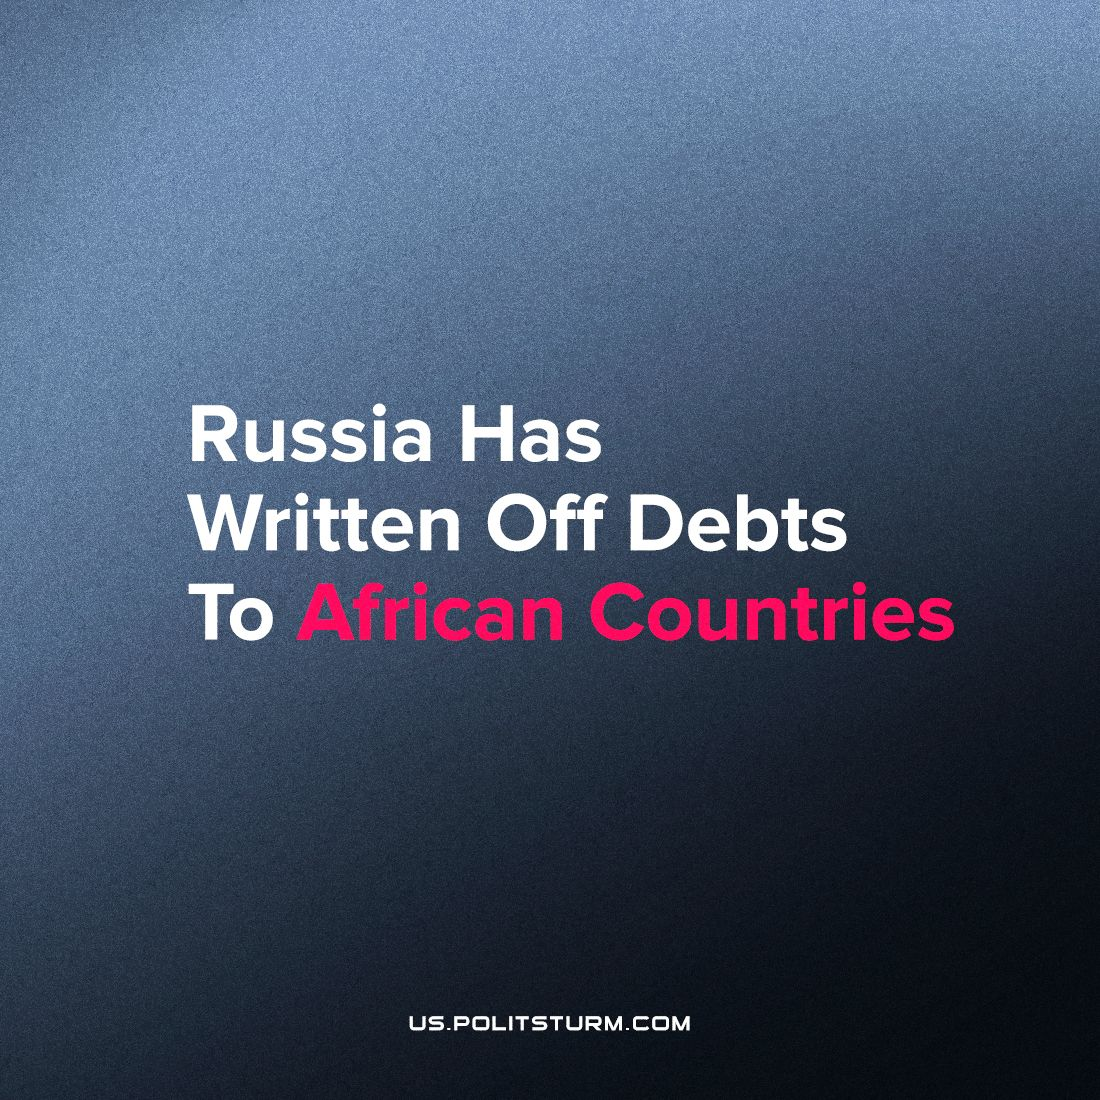 Russia Has
Written Off Debts
To African Countries
US.POLITSTURM.COM